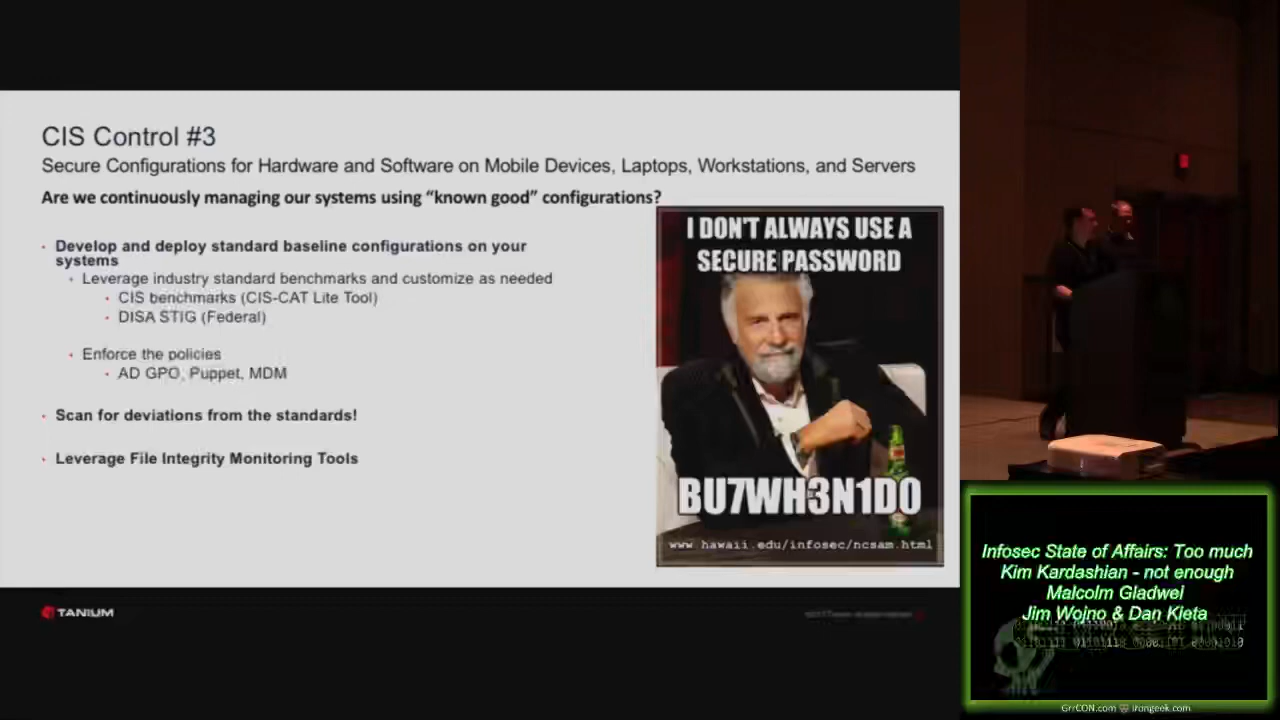 CIS Control #3
Secure Configurations for Hardware and Software on Mobile Devices, Laptops, Workstations, and Servers
Are we continuously managing our systems using “known good” configurations?
Develop and deploy standard baseline configurations on your
systems
Leverage industry standard benchmarks and customize as needed
CIS benchmarks (CIS-CAT Lite Tool)
DISA STIG (Federal)
Enforce the policies
AD GPO, Puppet, MDM
Scan for deviations from the standards!
Leverage File Integrity Monitoring Tools
I DON'T ALWAYS USE A
SECURE PASSWORD
BU7WH3N1D0
www.hawaii.edu/infosec/ncsam.html
TANIUM
Infosec State of Affairs: Too much
Kim Kardashian - not enough
Malcolm Gladwel
Jim Wojno & Dan Kieta
GrrCON.com irongeek.com